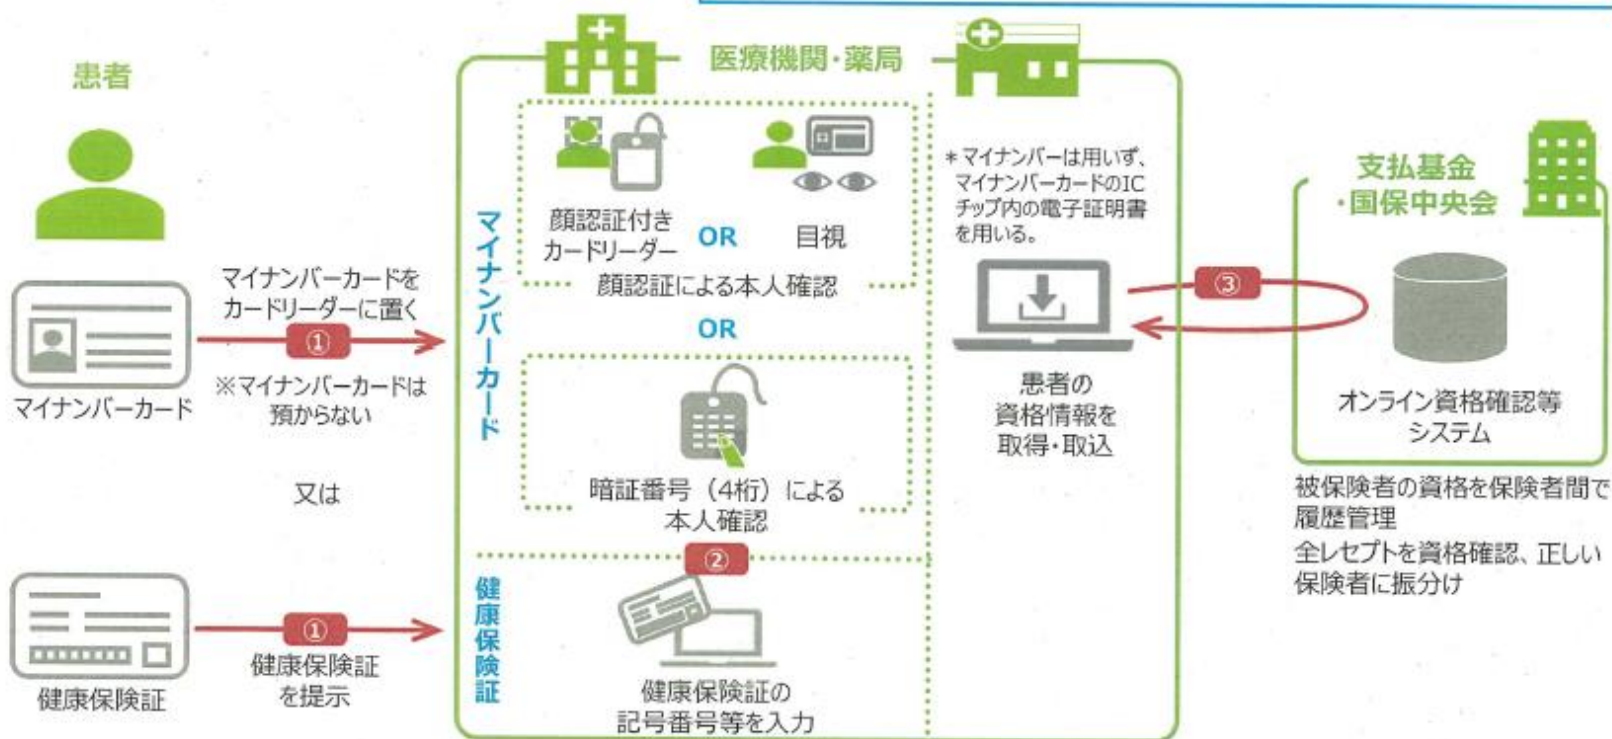 患者
マイナンバーカード
マイナンバーカードを
カードリーダーに置く
①
※マイナンバーカードは
預からない
又は
健康保険証
①
健康保険証
を提示
医療機関・薬局
マイナンバーカード
顔認証付き
カードリーダー
OR
目視
顔認証による本人確認
OR
暗証番号（4桁）による
本人確認
②
健康保険証
健康保険証の
記号番号等を入力
＊マイナンバーは用いず、
マイナンバーカードのIC
チップ内の電子証明書
を用いる。
患者の
資格情報を
取得・取込
③
支払基金
・国保中央会
オンライン資格確認等
システム
被保険者の資格を保険者間で
履歴管理
全レセプトを資格確認、正しい
保険者に振分け